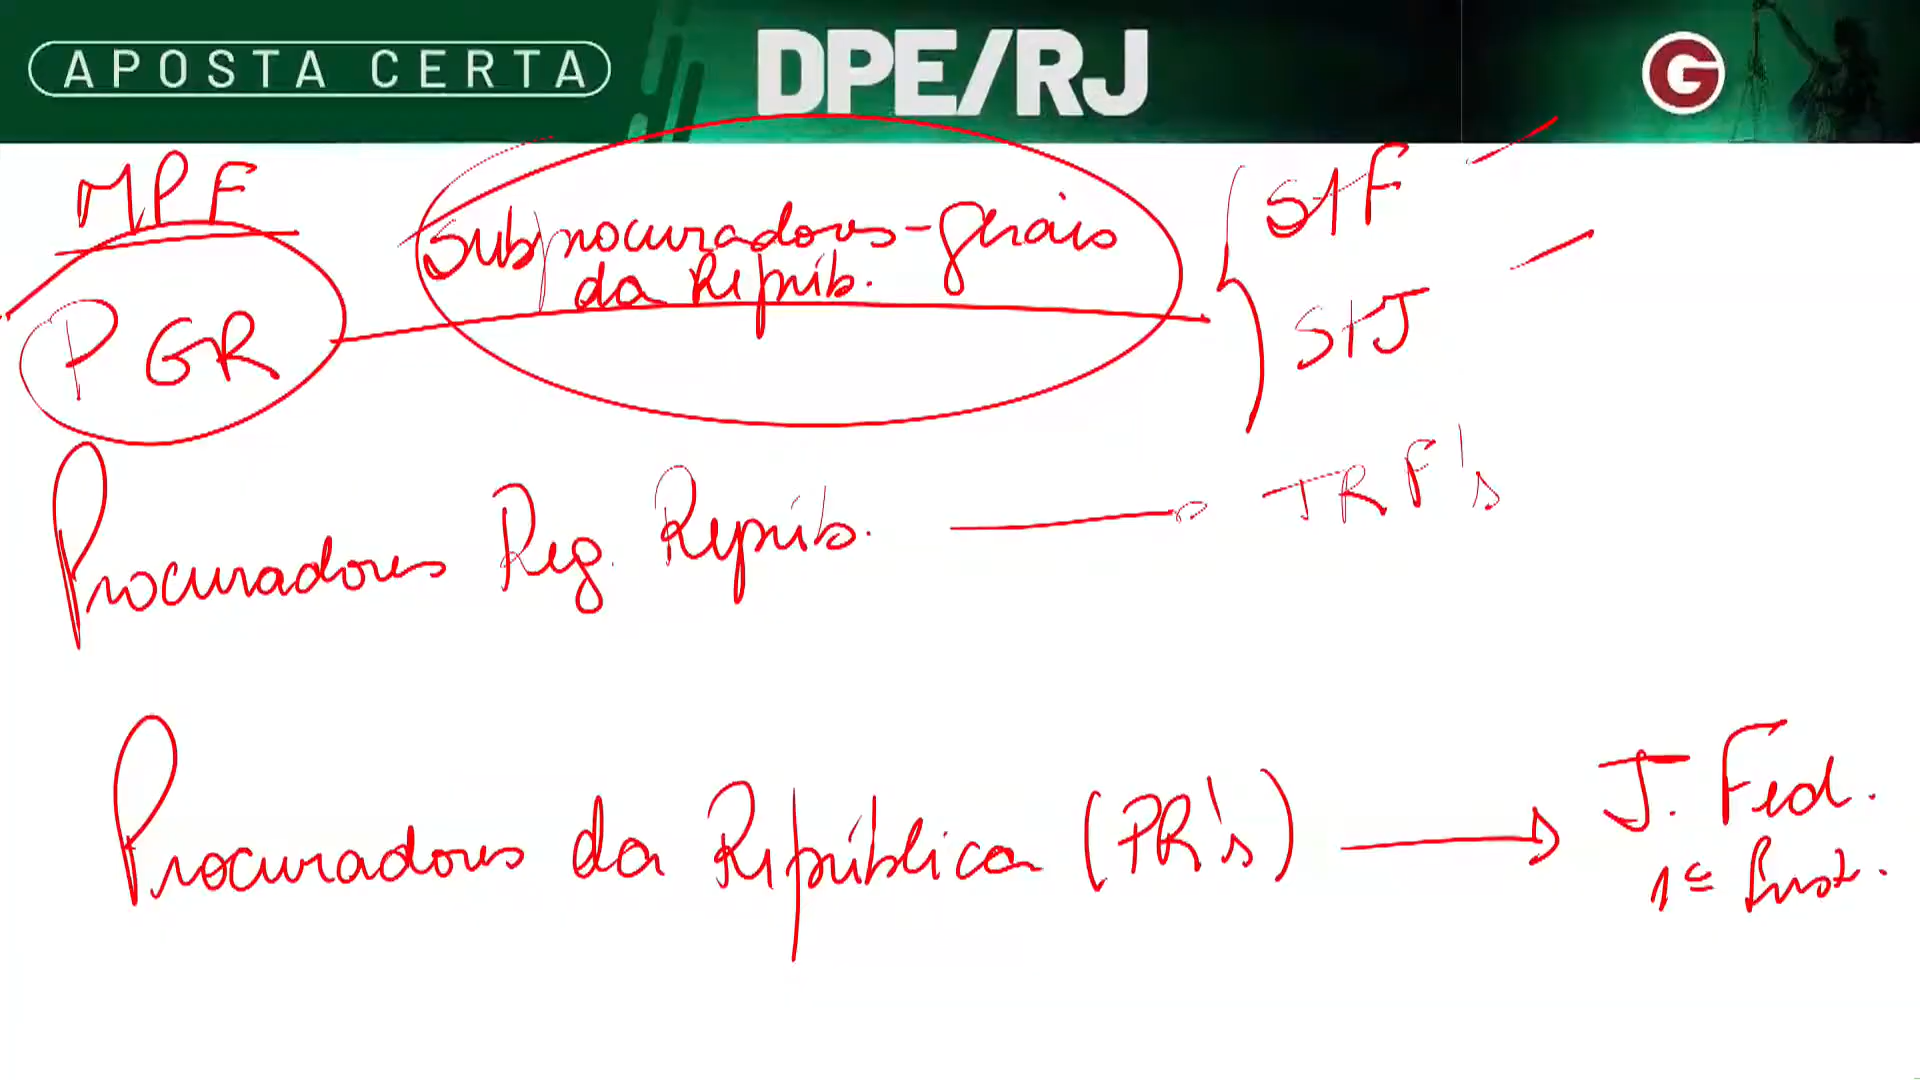 APOSTA CERTA DPE/RJ G
MPF
Subprocuradores-gerais STF
da Repúb.
PGR STJ
Procuradores Reg. Repúb. TRF's
Procuradores da República (PR's) J. Fed.
1ª Inst.